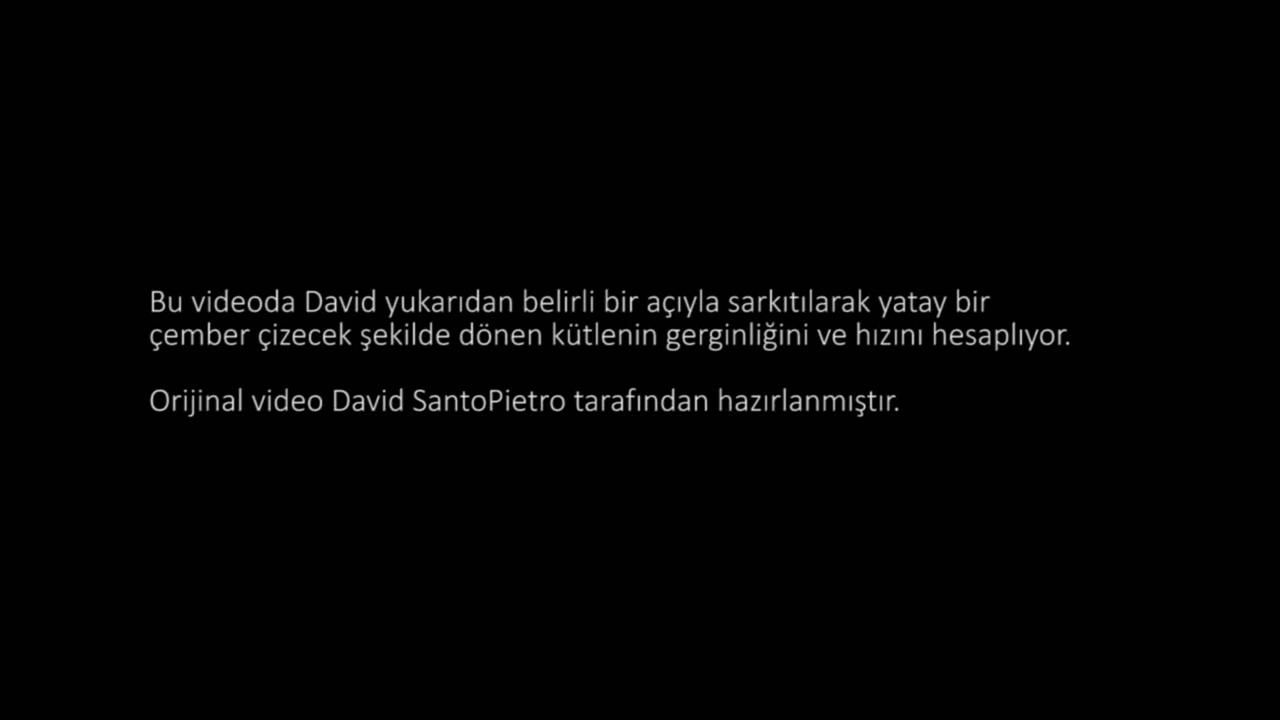 Bu videoda David yukarıdan belirli bir açıyla sarkıtılarak yatay bir
çember çizecek şekilde dönen kütlenin gerginliğini ve hızını hesaplıyor.
Orijinal video David SantoPietro tarafından hazırlanmıştır.